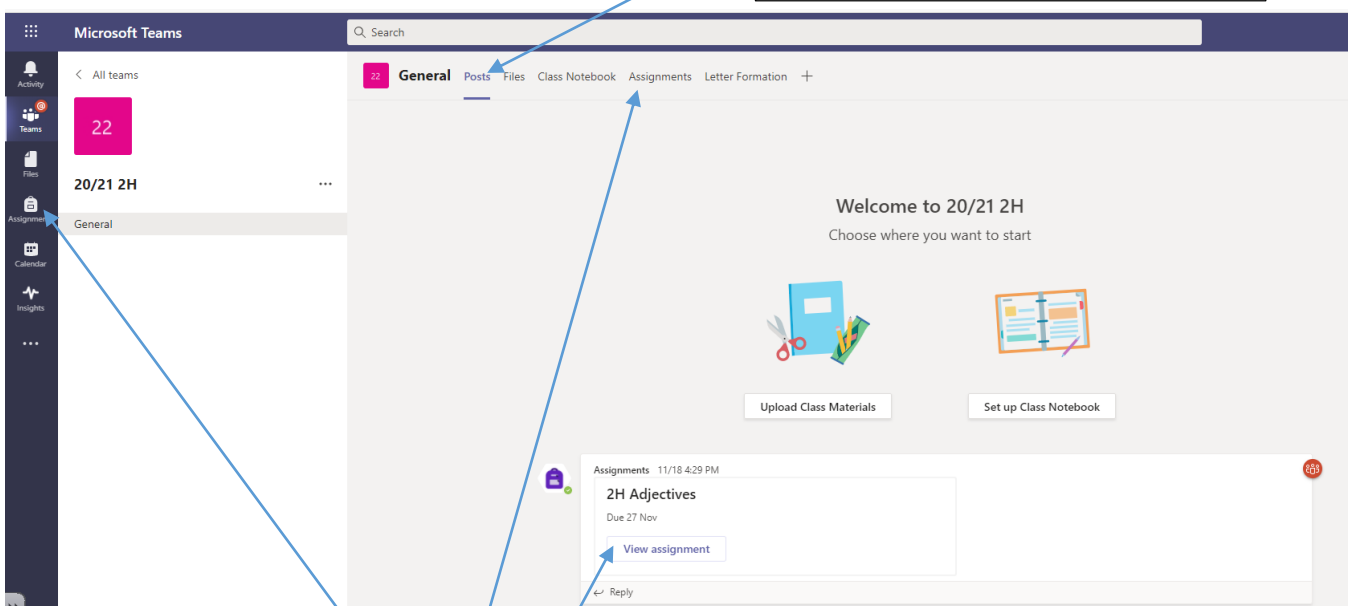 Microsoft Teams
Search
Activity
Teams
Files
Assignmen
Calendar
Insights
All teams
22
20/21 2H
General
22 General Posts Files Class Notebook Assignments Letter Formation
Welcome to 20/21 2H
Choose where you want to start
Upload Class Materials Set up Class Notebook
Assignments 11/18 4:29 PM
2H Adjectives
Due 27 Nov
View assignment
Reply